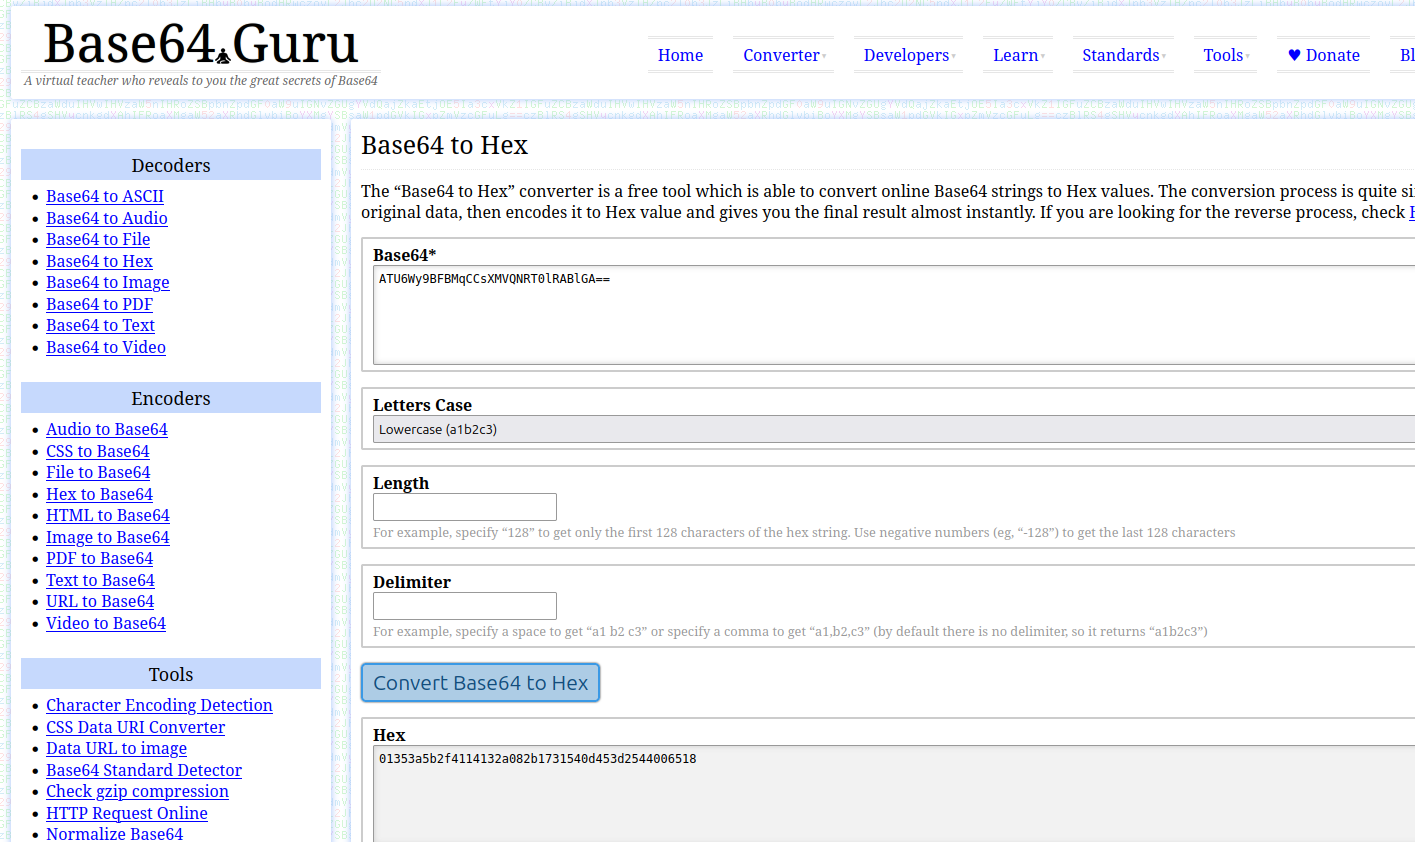 Base64.Guru
A virtual teacher who reveals to you the great secrets of Base64
Home Converter▾ Developers▾ Learn▾ Standards▾ Tools▾ ♥ Donate
Decoders
• Base64 to ASCII
• Base64 to Audio
• Base64 to File
• Base64 to Hex
• Base64 to Image
• Base64 to PDF
• Base64 to Text
• Base64 to Video
Encoders
• Audio to Base64
• CSS to Base64
• File to Base64
• Hex to Base64
• HTML to Base64
• Image to Base64
• PDF to Base64
• Text to Base64
• URL to Base64
• Video to Base64
Tools
• Character Encoding Detection
• CSS Data URI Converter
• Data URL to image
• Base64 Standard Detector
• Check gzip compression
• HTTP Request Online
• Normalize Base64
Base64 to Hex
The “Base64 to Hex” converter is a free tool which is able to convert online Base64 strings to Hex values. The conversion process is quite
original data, then encodes it to Hex value and gives you the final result almost instantly. If you are looking for the reverse process, check
Base64*
ATU6Wy9BFBMqCCsXMVQNRT0lRABlGA==
Letters Case
Lowercase (a1b2c3)
Length
For example, specify “128” to get only the first 128 characters of the hex string. Use negative numbers (eg, “-128”) to get the last 128 characters
Delimiter
For example, specify a space to get “a1 b2 c3” or specify a comma to get “a1,b2,c3” (by default there is no delimiter, so it returns “a1b2c3”)
Convert Base64 to Hex
Hex
01353a5b2f4114132a082b1731540d453d2544006518